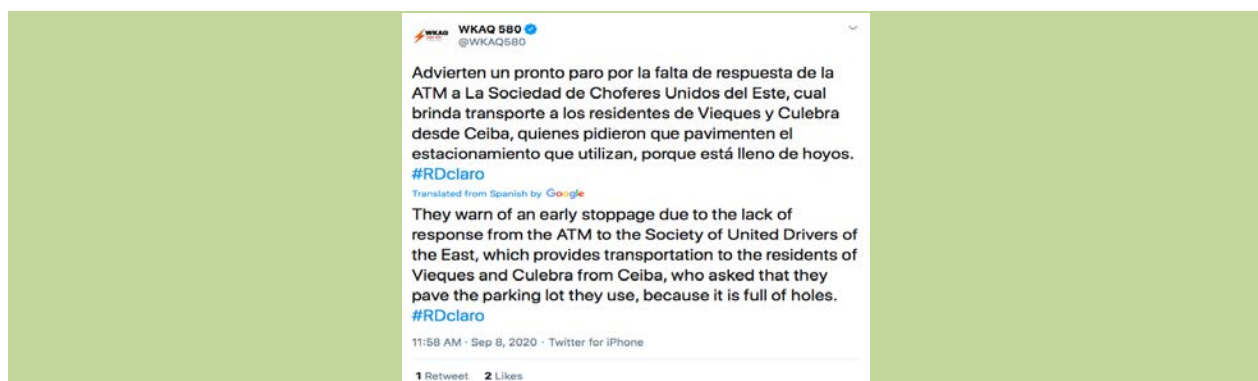 WKAQ 580
@WKAQ580
Advierten un pronto paro por la falta de respuesta de la
ATM a La Sociedad de Choferes Unidos del Este, cual
brinda transporte a los residentes de Vieques y Culebra
desde Ceiba, quienes pidieron que pavimenten el
estacionamiento que utilizan, porque está lleno de hoyos.
#RDclaro
Translated from Spanish by Google
They warn of an early stoppage due to the lack of
response from the ATM to the Society of United Drivers of
the East, which provides transportation to the residents of
Vieques and Culebra from Ceiba, who asked that they
pave the parking lot they use, because it is full of holes.
#RDclaro
11:58 AM · Sep 8, 2020 · Twitter for iPhone
1 Retweet 2 Likes